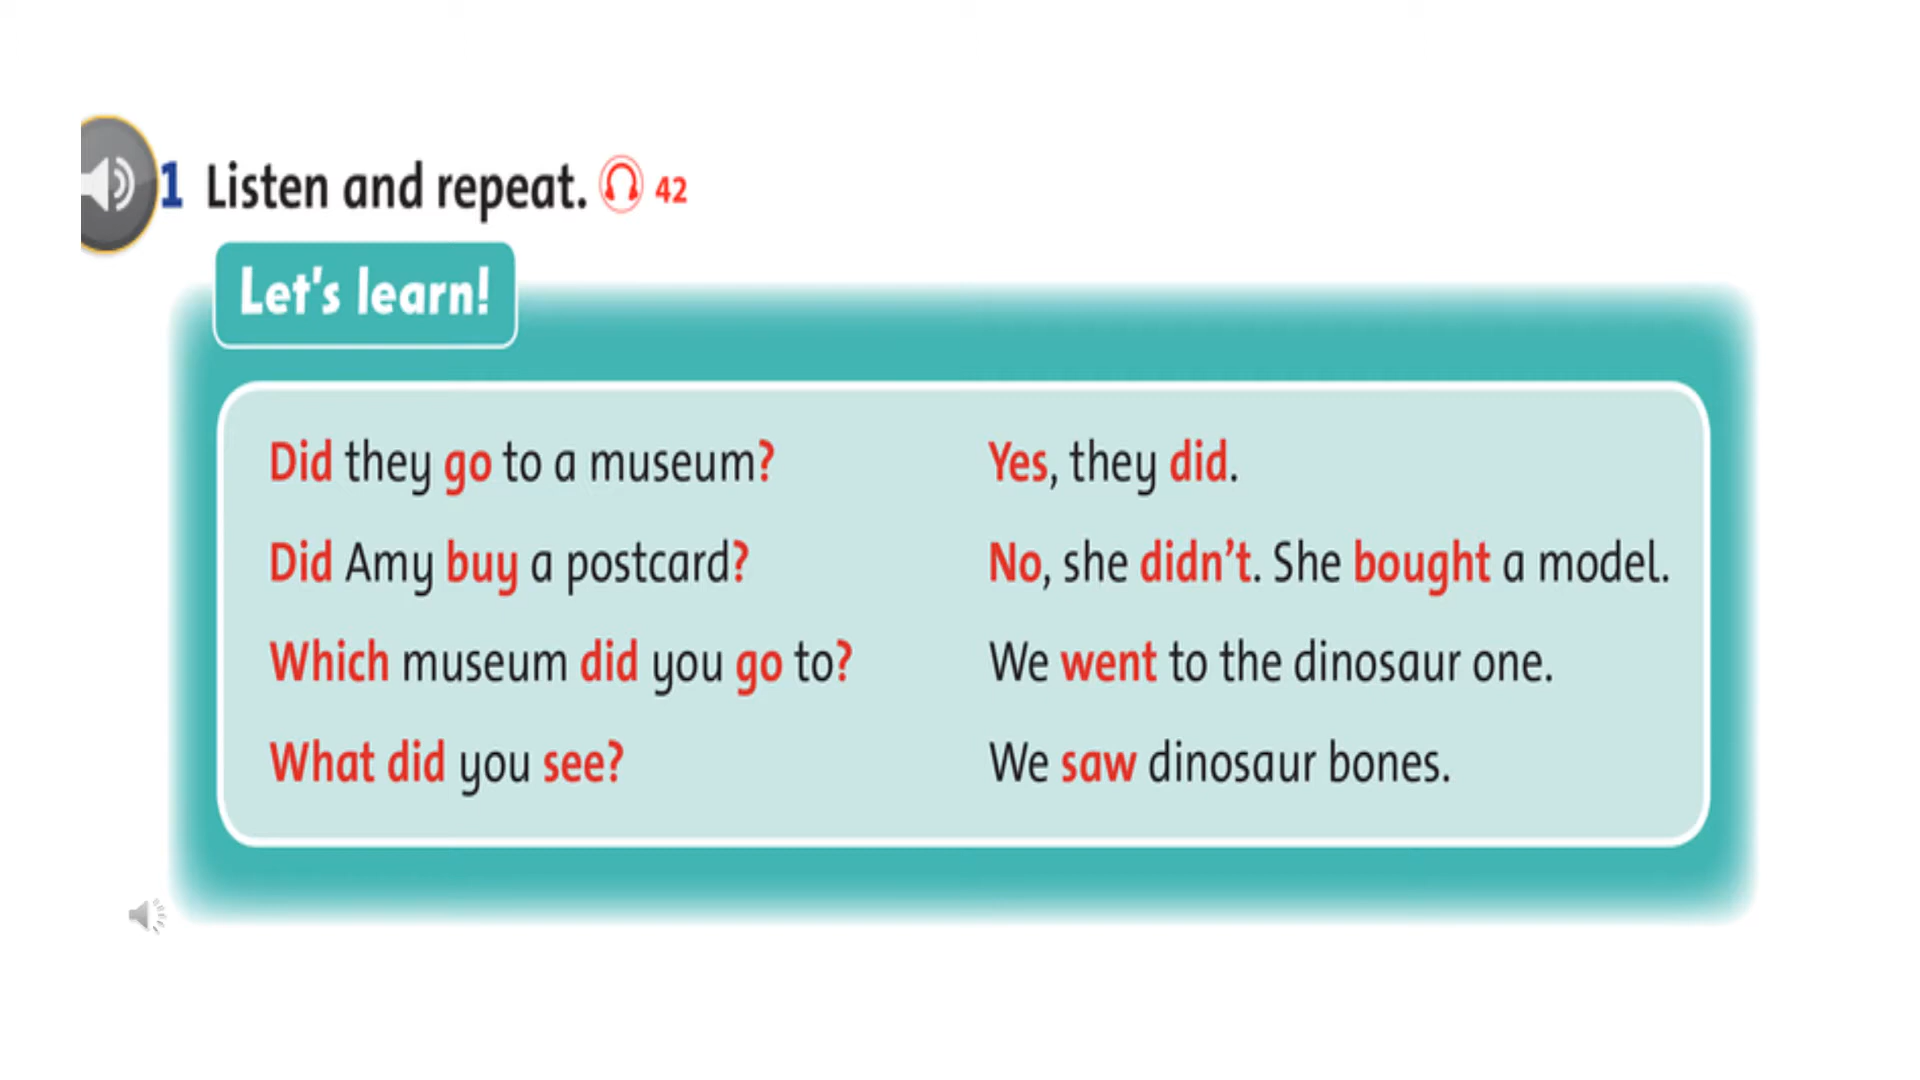 1 Listen and repeat. 42
Let's learn!
Did they go to a museum? Yes, they did.
Did Amy buy a postcard? No, she didn't. She bought a model.
Which museum did you go to? We went to the dinosaur one.
What did you see? We saw dinosaur bones.